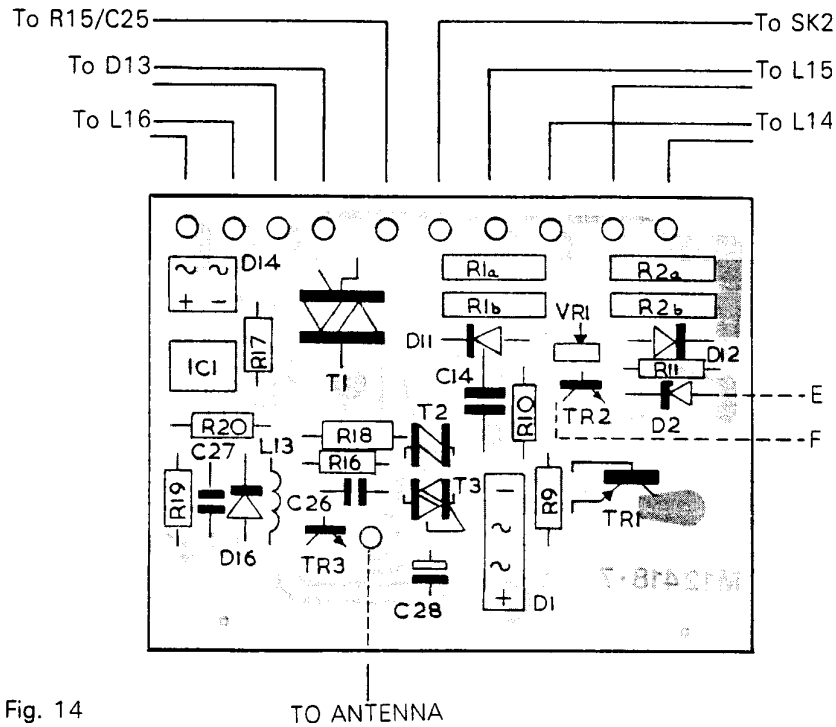 To R15/C25
To SK2
To D13
To L15
To L16
To L14
D14
~ ~
+ −
R1a
R2a
R1b
R2b
VR1
R17
D11
D12
IC1
T1
C14
R11
E
R10
TR2
D2
R20
T2
F
C27
L13
R18
R16
T3
R19
C26
R9
− ~ ~ +
TR1
D16
TR3
C28
D1
M12418-7
Fig. 14
TO ANTENNA